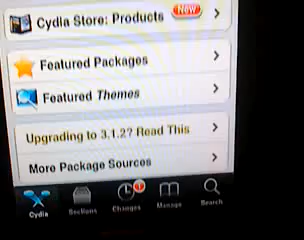 Cydia Store: Products New
Featured Packages
Featured Themes
Upgrading to 3.1.2? Read This
More Package Sources
1
Cydia Sections Changes Manage Search